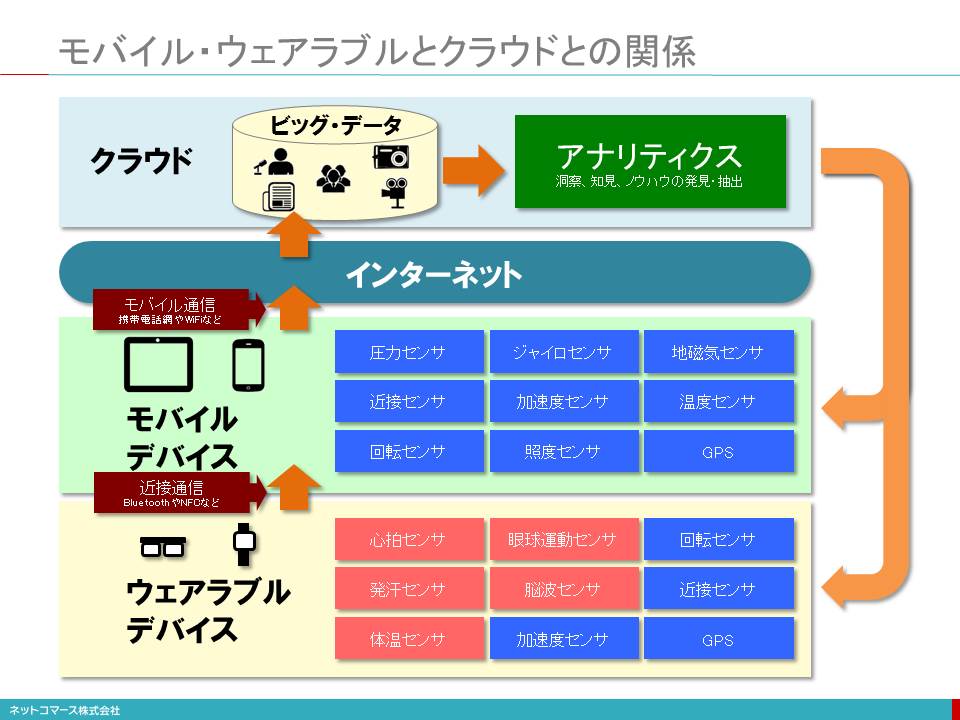 モバイル・ウェアラブルとクラウドとの関係
クラウド
ビッグ・データ
アナリティクス
洞察、知見、ノウハウの発見・抽出
インターネット
モバイル通信
携帯電話網やWiFiなど
モバイル
デバイス
圧力センサ
ジャイロセンサ
地磁気センサ
近接センサ
加速度センサ
温度センサ
回転センサ
照度センサ
GPS
近接通信
BluetoothやNFCなど
ウェアラブル
デバイス
心拍センサ
眼球運動センサ
回転センサ
発汗センサ
脳波センサ
近接センサ
体温センサ
加速度センサ
GPS
ネットコマース株式会社